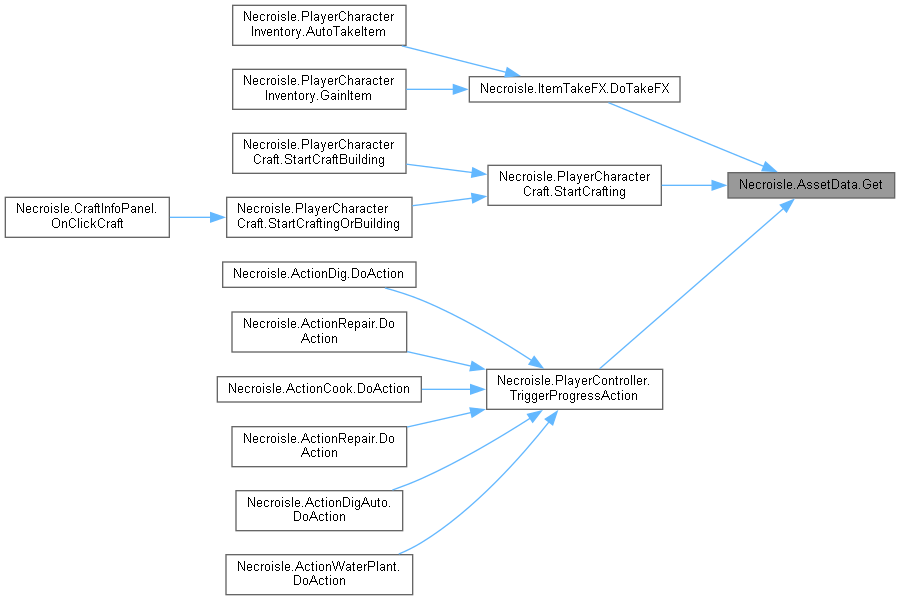 Necroisle.PlayerCharacter
Inventory.AutoTakeItem
Necroisle.PlayerCharacter
Inventory.GainItem
Necroisle.ItemTakeFX.DoTakeFX
Necroisle.PlayerCharacter
Craft.StartCraftBuilding
Necroisle.PlayerCharacter
Craft.StartCrafting
Necroisle.AssetData.Get
Necroisle.CraftInfoPanel.
OnClickCraft
Necroisle.PlayerCharacter
Craft.StartCraftingOrBuilding
Necroisle.ActionDig.DoAction
Necroisle.ActionRepair.Do
Action
Necroisle.ActionCook.DoAction
Necroisle.PlayerController.
TriggerProgressAction
Necroisle.ActionRepair.Do
Action
Necroisle.ActionDigAuto.
DoAction
Necroisle.ActionWaterPlant.
DoAction